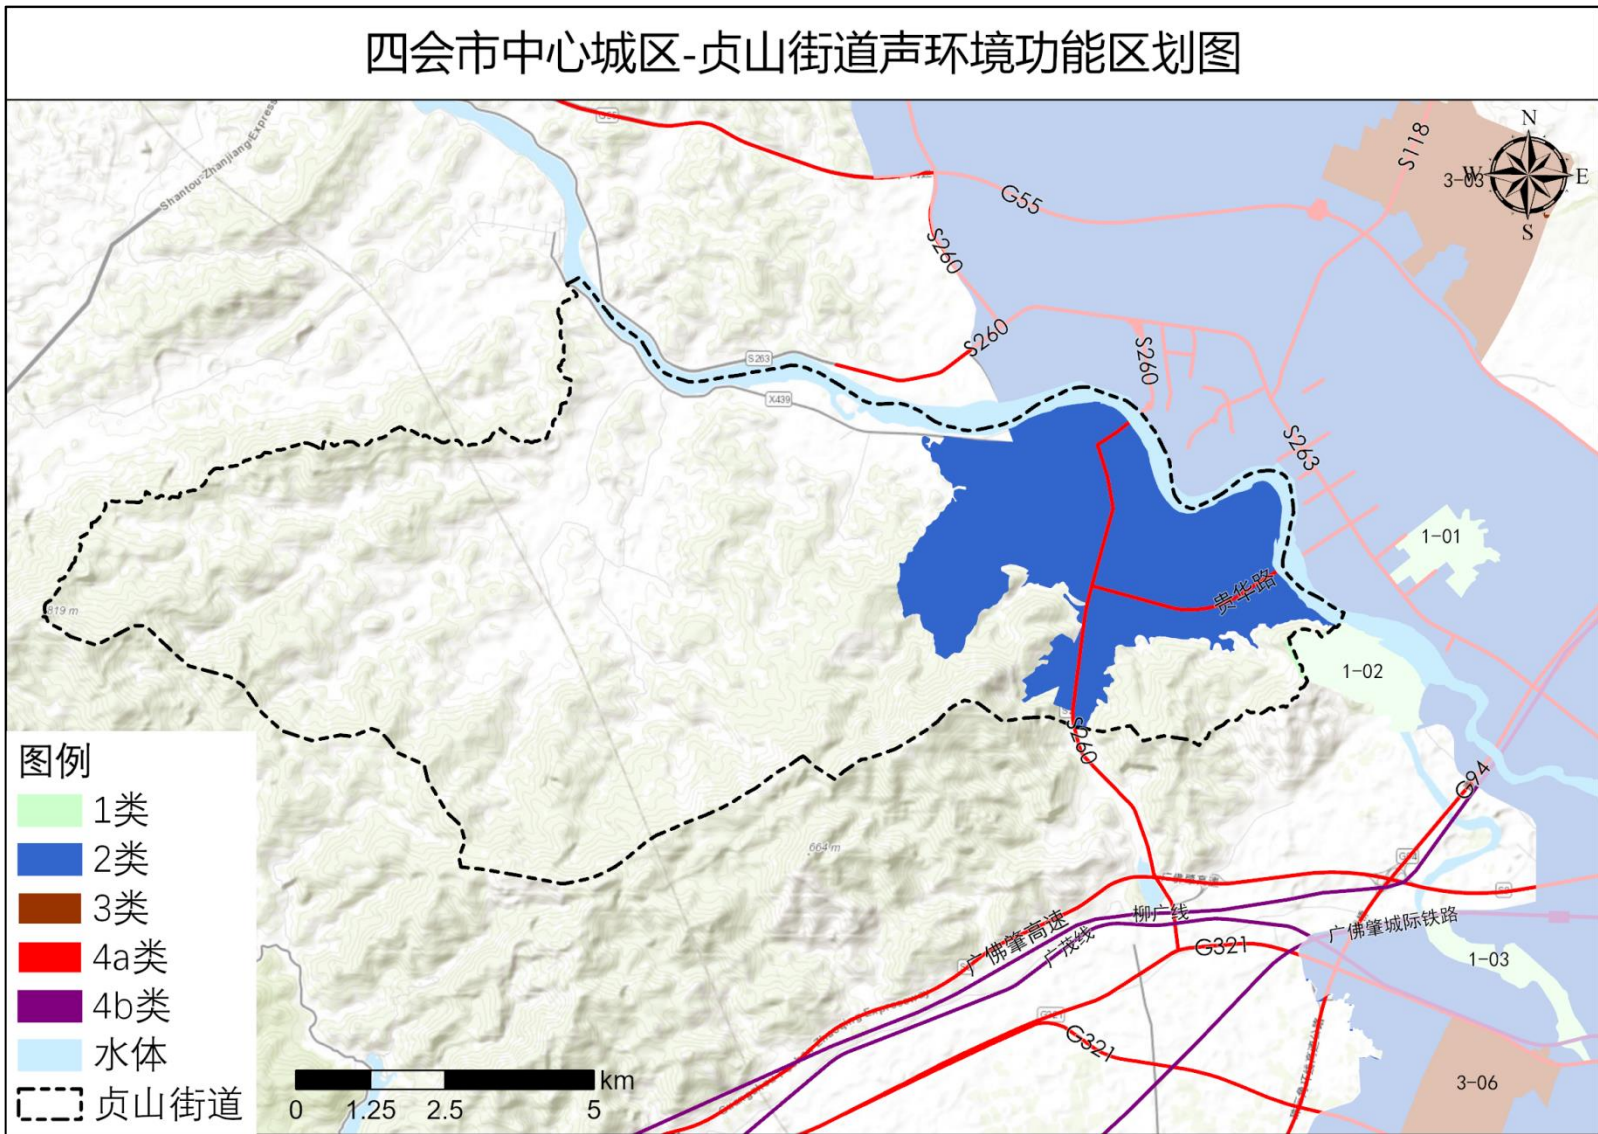 四会市中心城区-贞山街道声环境功能区划图
N
W
E
S
S118
3-03
G55
S260
S260
S260
S263
X439
S263
Shantou-Zhanjiang Express
1-01
贵华路
1-02
819 m
S260
G94
664 m
广佛肇高速
柳广线
广茂线
G321
广佛肇城际铁路
1-03
G321
3-06
图例
1类
2类
3类
4a类
4b类
水体
贞山街道
0
1.25
2.5
5
km